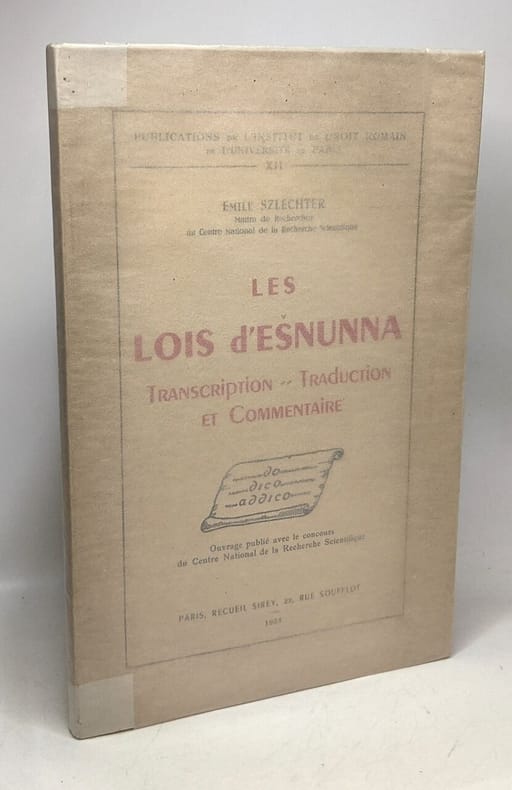 PUBLICATIONS DE L'INSTITUT DE DROIT ROMAIN
DE L'UNIVERSITÉ DE PARIS
XII
EMILE SZLECHTER
Maître de Recherches
du Centre National de la Recherche Scientifique
LES
LOIS d'EŠNUNNA
TRANSCRIPTION -- TRADUCTION
ET COMMENTAIRE
do
dico
addico
Ouvrage publié avec le concours
du Centre National de la Recherche Scientifique
PARIS, RECUEIL SIREY, 22, RUE SOUFFLOT